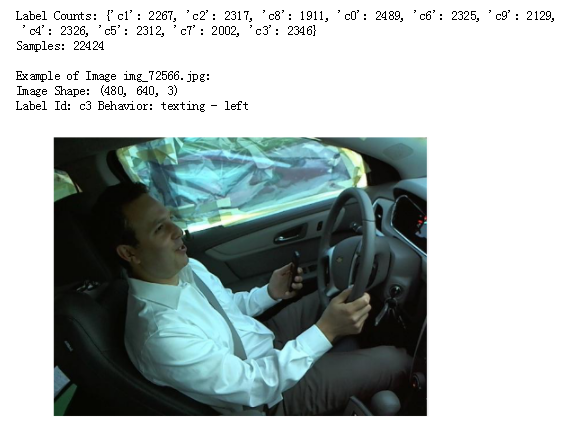 Label Counts: {'c1': 2267, 'c2': 2317, 'c8': 1911, 'c0': 2489, 'c6': 2325, 'c9': 2129,
'c4': 2326, 'c5': 2312, 'c7': 2002, 'c3': 2346}
Samples: 22424
Example of Image img_72566.jpg:
Image Shape: (480, 640, 3)
Label Id: c3 Behavior: texting - left